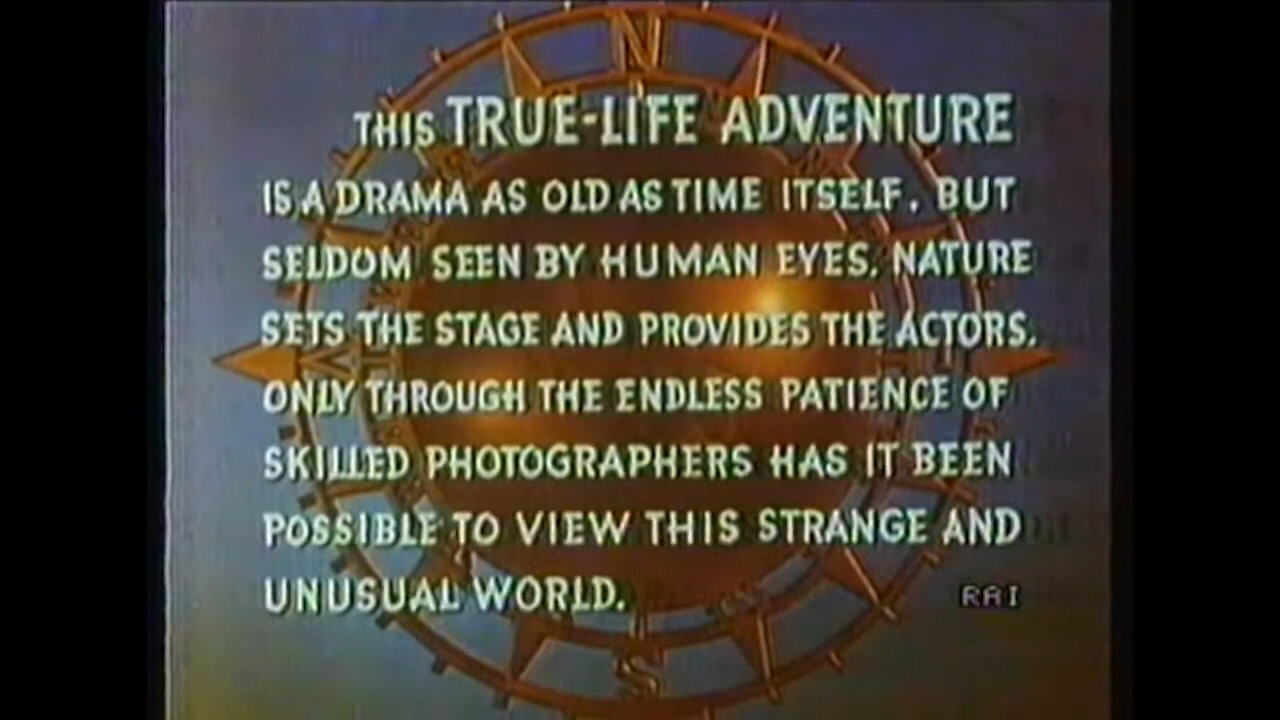 N
THIS TRUE-LIFE ADVENTURE
IS A DRAMA AS OLD AS TIME ITSELF, BUT
SELDOM SEEN BY HUMAN EYES. NATURE
SETS THE STAGE AND PROVIDES THE ACTORS.
ONLY THROUGH THE ENDLESS PATIENCE OF
SKILLED PHOTOGRAPHERS HAS IT BEEN
POSSIBLE TO VIEW THIS STRANGE AND
UNUSUAL WORLD.
RAI
S